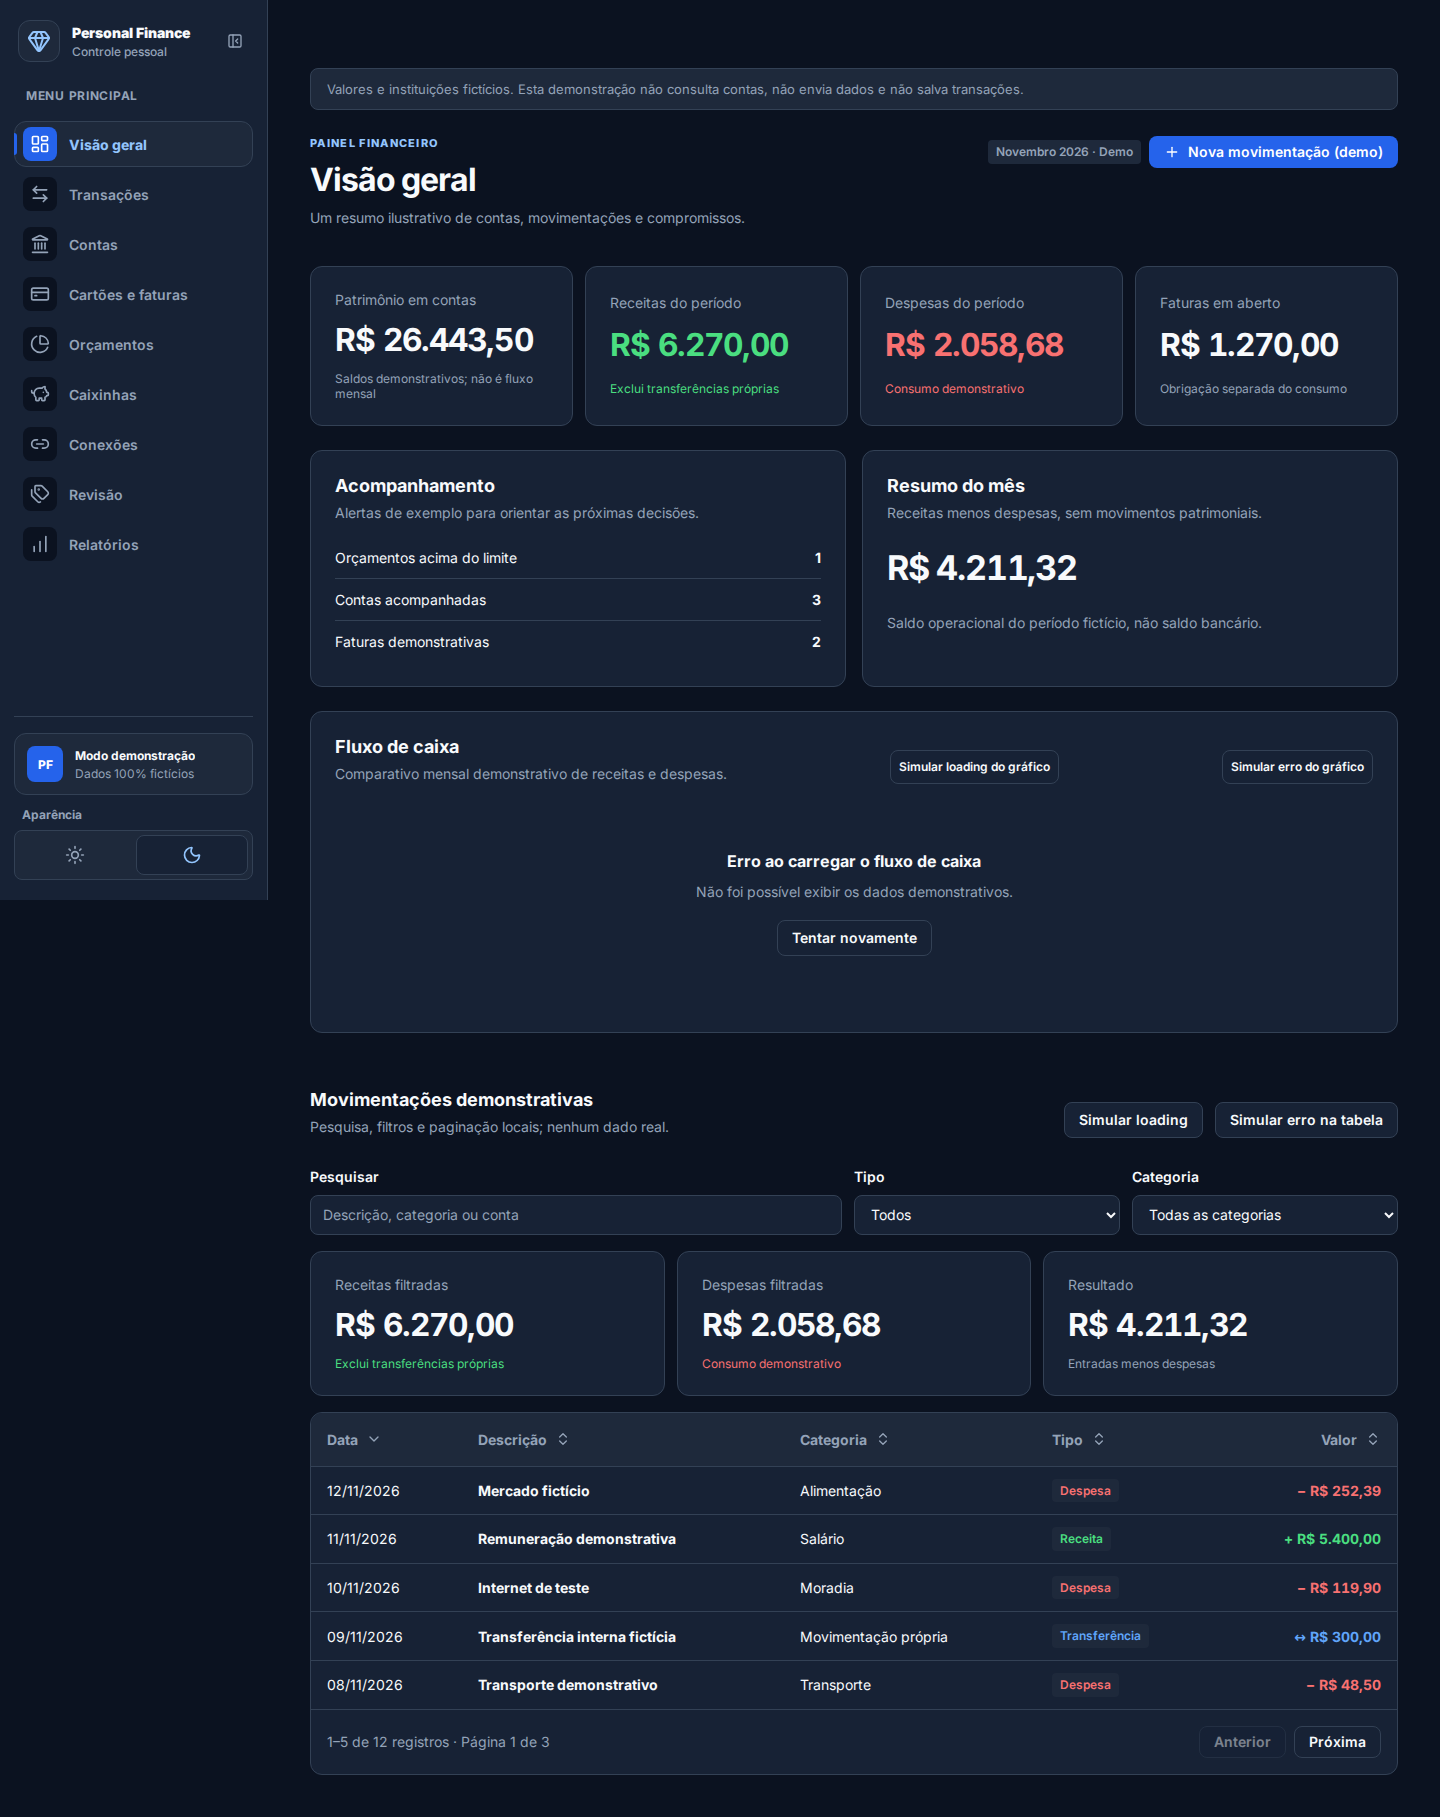 Personal Finance
Controle pessoal
MENU PRINCIPAL
Visão geral
Transações
Contas
Cartões e faturas
Orçamentos
Caixinhas
Conexões
Revisão
Relatórios
PF
Modo demonstração
Dados 100% fictícios
Aparência
Valores e instituições fictícios. Esta demonstração não consulta contas, não envia dados e não salva transações.
PAINEL FINANCEIRO
Visão geral
Um resumo ilustrativo de contas, movimentações e compromissos.
Novembro 2026 · Demo
Nova movimentação (demo)
Patrimônio em contas
R$ 26.443,50
Saldos demonstrativos; não é fluxo
mensal
Receitas do período
R$ 6.270,00
Exclui transferências próprias
Despesas do período
R$ 2.058,68
Consumo demonstrativo
Faturas em aberto
R$ 1.270,00
Obrigação separada do consumo
Acompanhamento
Alertas de exemplo para orientar as próximas decisões.
Orçamentos acima do limite 1
Contas acompanhadas 3
Faturas demonstrativas 2
Resumo do mês
Receitas menos despesas, sem movimentos patrimoniais.
R$ 4.211,32
Saldo operacional do período fictício, não saldo bancário.
Fluxo de caixa
Comparativo mensal demonstrativo de receitas e despesas.
Simular loading do gráfico
Simular erro do gráfico
Erro ao carregar o fluxo de caixa
Não foi possível exibir os dados demonstrativos.
Tentar novamente
Movimentações demonstrativas
Pesquisa, filtros e paginação locais; nenhum dado real.
Simular loading
Simular erro na tabela
Pesquisar
Descrição, categoria ou conta
Tipo
Todos
Categoria
Todas as categorias
Receitas filtradas
R$ 6.270,00
Exclui transferências próprias
Despesas filtradas
R$ 2.058,68
Consumo demonstrativo
Resultado
R$ 4.211,32
Entradas menos despesas
Data Descrição Categoria Tipo Valor
12/11/2026 Mercado fictício Alimentação Despesa − R$ 252,39
11/11/2026 Remuneração demonstrativa Salário Receita + R$ 5.400,00
10/11/2026 Internet de teste Moradia Despesa − R$ 119,90
09/11/2026 Transferência interna fictícia Movimentação própria Transferência ↔ R$ 300,00
08/11/2026 Transporte demonstrativo Transporte Despesa − R$ 48,50
1–5 de 12 registros · Página 1 de 3
Anterior
Próxima